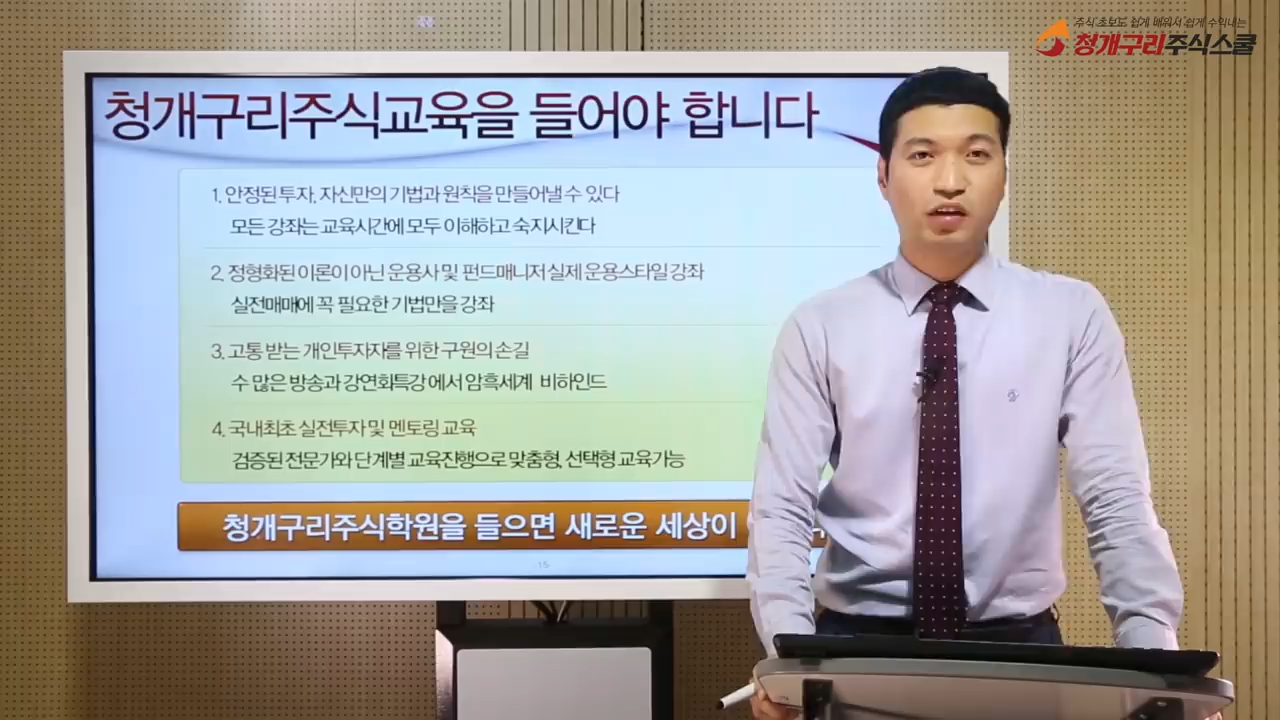 주식 초보도 쉽게 배워서 쉽게 수익내는
청개구리주식스쿨
청개구리주식교육을 들어야 합니다
1. 안정된 투자, 자신만의 기법과 원칙을 만들어낼 수 있다
모든 강좌는 교육시간에 모두 이해하고 숙지시킨다
2. 정형화된 이론이 아닌 운용사 및 펀드매니저 실제 운용스타일 강좌
실전매매에 꼭 필요한 기법만을 강좌
3. 고통 받는 개인투자자를 위한 구원의 손길
수 많은 방송과 강연화특강 에서 암흑세계 비하인드
4. 국내최초 실전투자 및 멘토링 교육
검증된 전문가와 단계별 교육진행으로 맞춤형, 선택형 교육가능
청개구리주식학원을 들으면 새로운 세상이
15